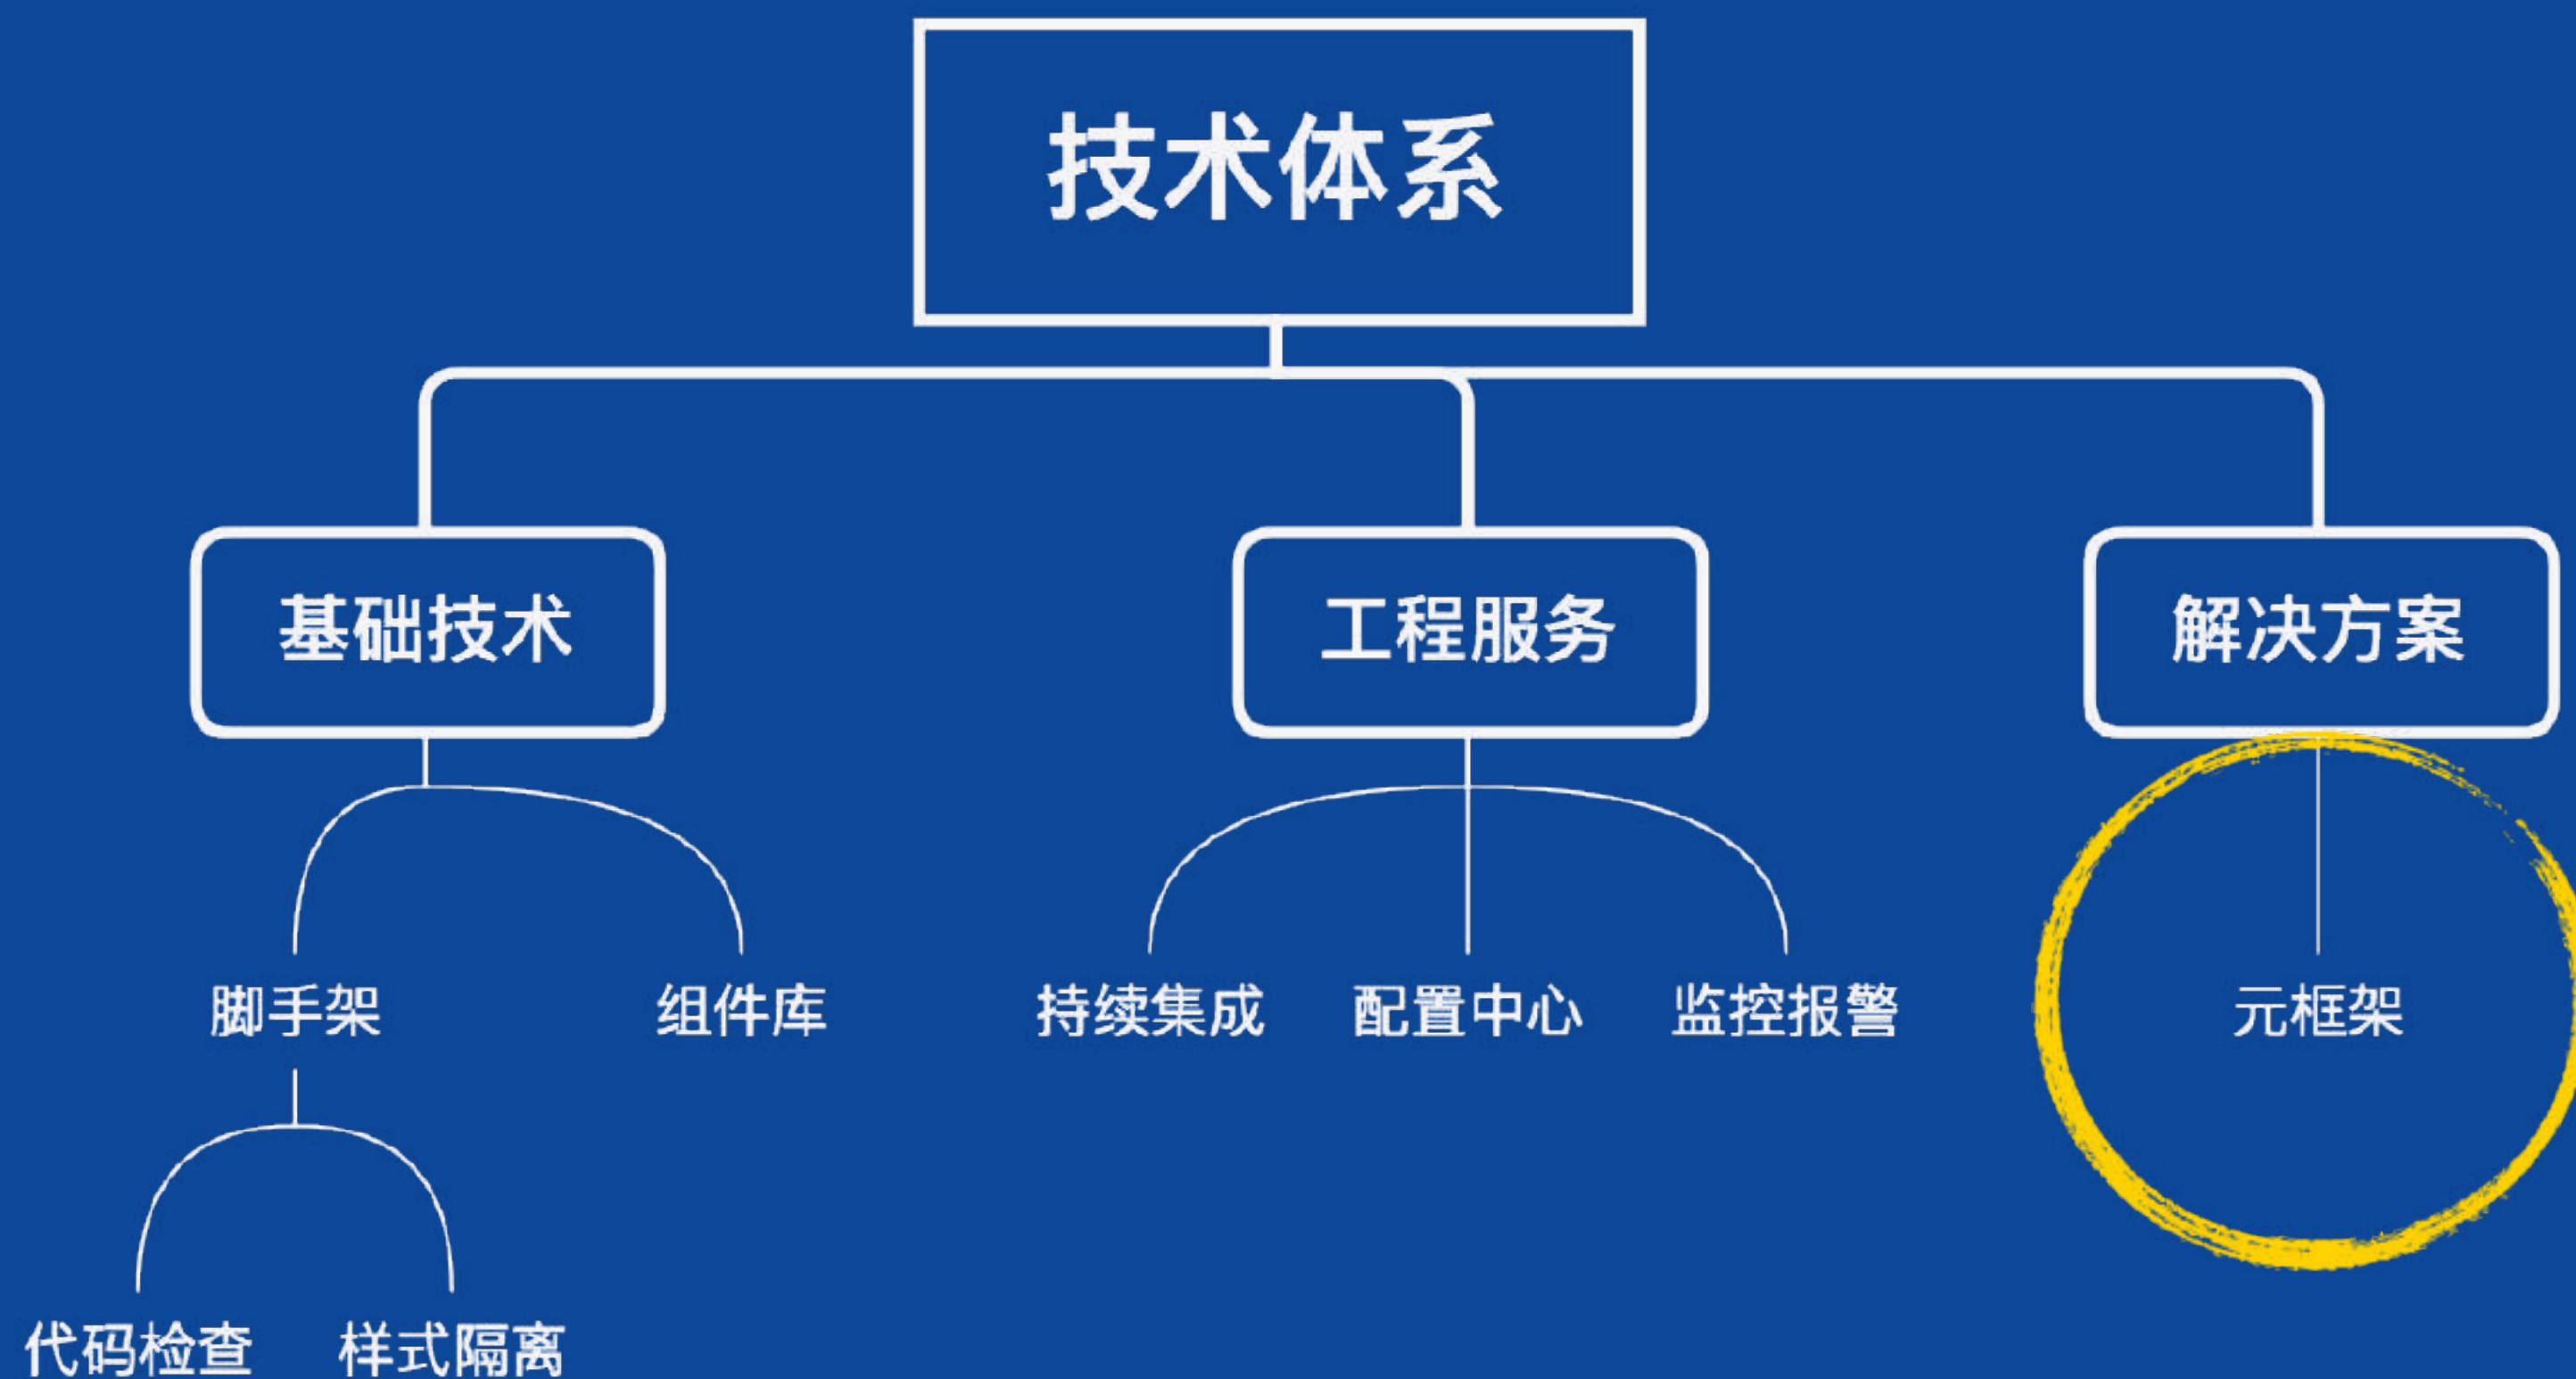 技术体系
基础技术
工程服务
解决方案
脚手架
组件库
持续集成
配置中心
监控报警
元框架
代码检查
样式隔离